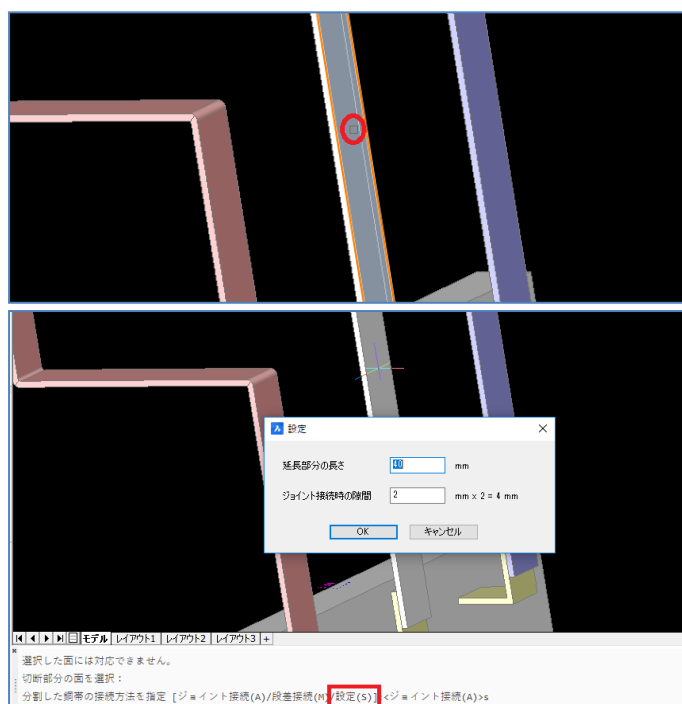 設定
延長部分の長さ 40 mm
ジョイント接続時の隙間 2 mm x 2 = 4 mm
OK キャンセル
モデル レイアウト1 レイアウト2 レイアウト3 +
選択した面には対応できません。
切断部分の面を選択:
分割した鋼帯の接続方法を指定 [ジョイント接続(A)/段差接続(M)/設定(S)] <ジョイント接続(A)>s